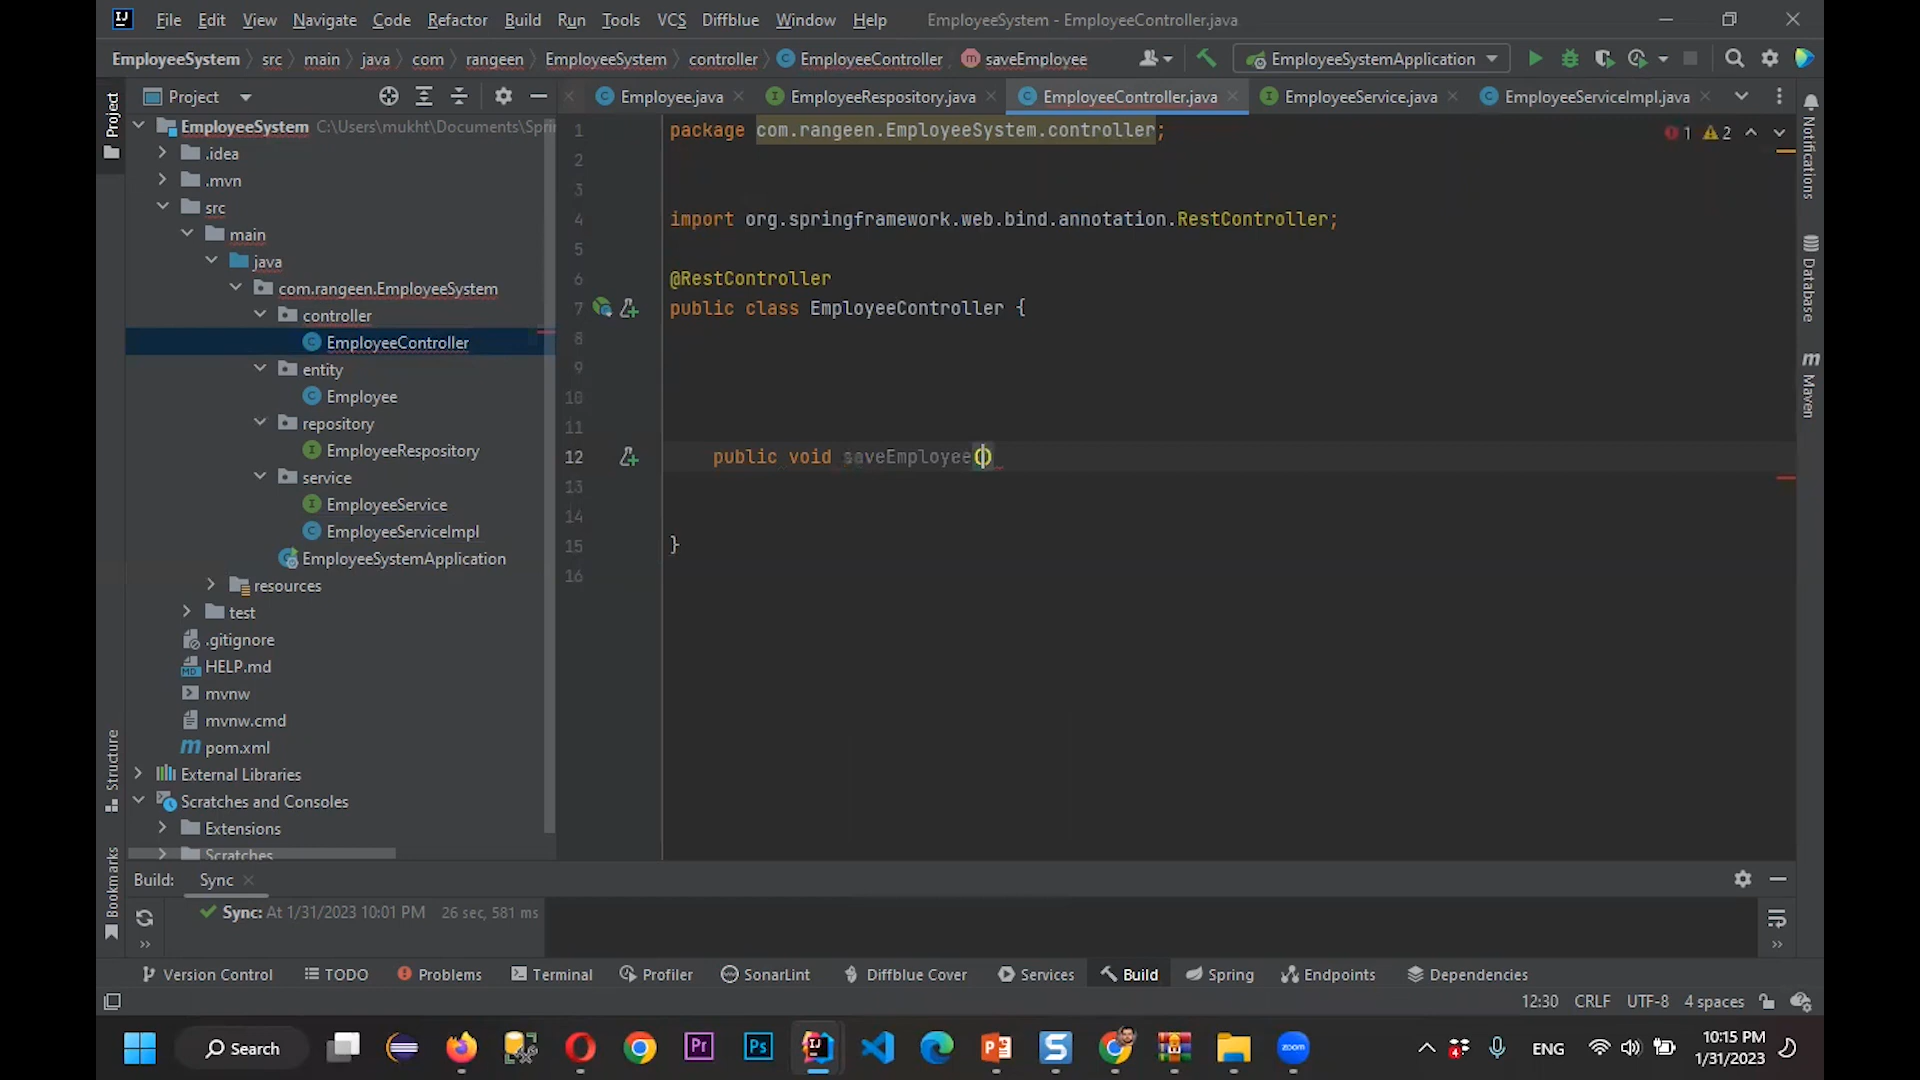 File Edit View Navigate Code Refactor Build Run Tools VCS Diffblue Window Help EmployeeSystem - EmployeeController.java
EmployeeSystem src main java com rangeen EmployeeSystem controller EmployeeController saveEmployee EmployeeSystemApplication
Project Employee.java EmployeeRespository.java EmployeeController.java EmployeeService.java EmployeeServiceImpl.java
Project
Notifications
Database
Maven
Structure
Bookmarks
EmployeeSystem C:\Users\mukht\Documents\Spri
.idea
.mvn
src
main
java
com.rangeen.EmployeeSystem
controller
EmployeeController
entity
Employee
repository
EmployeeRespository
service
EmployeeService
EmployeeServiceImpl
EmployeeSystemApplication
resources
test
.gitignore
HELP.md
mvnw
mvnw.cmd
pom.xml
External Libraries
Scratches and Consoles
Extensions
Scratches
1 package com.rangeen.EmployeeSystem.controller; 1 2
2
3
4 import org.springframework.web.bind.annotation.RestController;
5
6 @RestController
7 public class EmployeeController {
8
9
10
11
12 public void saveEmployee()
13
14
15 }
16
Build: Sync
Sync: At 1/31/2023 10:01 PM 26 sec, 581 ms
Version Control TODO Problems Terminal Profiler SonarLint Diffblue Cover Services Build Spring Endpoints Dependencies
12:30 CRLF UTF-8 4 spaces
Search Pr Ps zoom 4 ENG 10:15 PM
1/31/2023